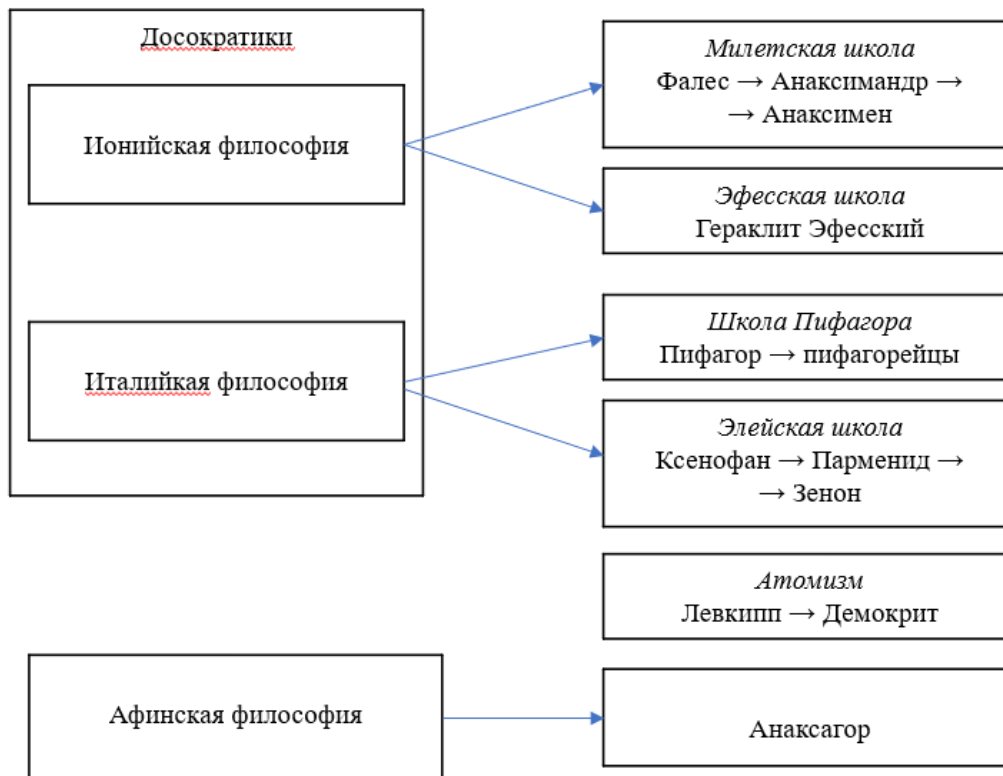 Досократики
Ионийская философия
Милетская школа
Фалес → Анаксимандр →
→ Анаксимен
Эфесская школа
Гераклит Эфесский
Италийкая философия
Школа Пифагора
Пифагор → пифагорейцы
Элейская школа
Ксенофан → Парменид →
→ Зенон
Атомизм
Левкипп → Демокрит
Афинская философия
Анаксагор